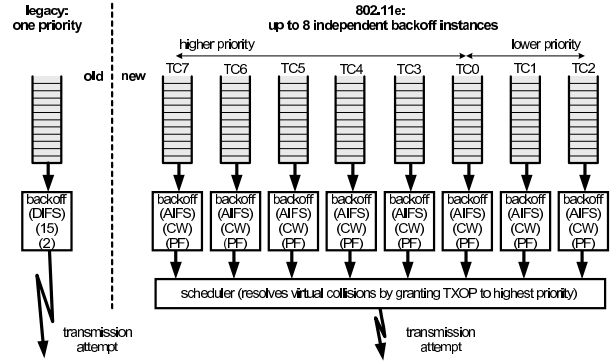 legacy:
one priority
802.11e:
up to 8 independent backoff instances
higher priority
lower priority
old
new
TC7
TC6
TC5
TC4
TC3
TC0
TC1
TC2
backoff
(DIFS)
(15)
(2)
backoff
(AIFS)
(CW)
(PF)
backoff
(AIFS)
(CW)
(PF)
backoff
(AIFS)
(CW)
(PF)
backoff
(AIFS)
(CW)
(PF)
backoff
(AIFS)
(CW)
(PF)
backoff
(AIFS)
(CW)
(PF)
backoff
(AIFS)
(CW)
(PF)
backoff
(AIFS)
(CW)
(PF)
scheduler (resolves virtual collisions by granting TXOP to highest priority)
transmission
attempt
transmission
attempt